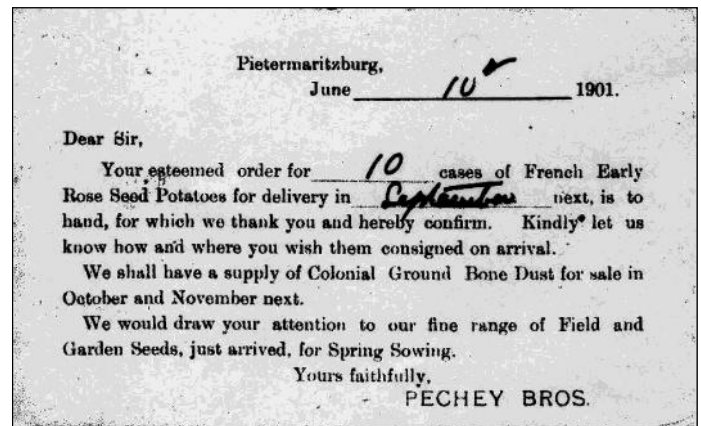 Pietermaritzburg,
June 10 1901.
Dear Sir,
Your esteemed order for 10 cases of French Early
Rose Seed Potatoes for delivery in September next, is to
hand, for which we thank you and hereby confirm. Kindly let us
know how and where you wish them consigned on arrival.
We shall have a supply of Colonial Ground Bone Dust for sale in
October and November next.
We would draw your attention to our fine range of Field and
Garden Seeds, just arrived, for Spring Sowing.
Yours faithfully,
PECHEY BROS.